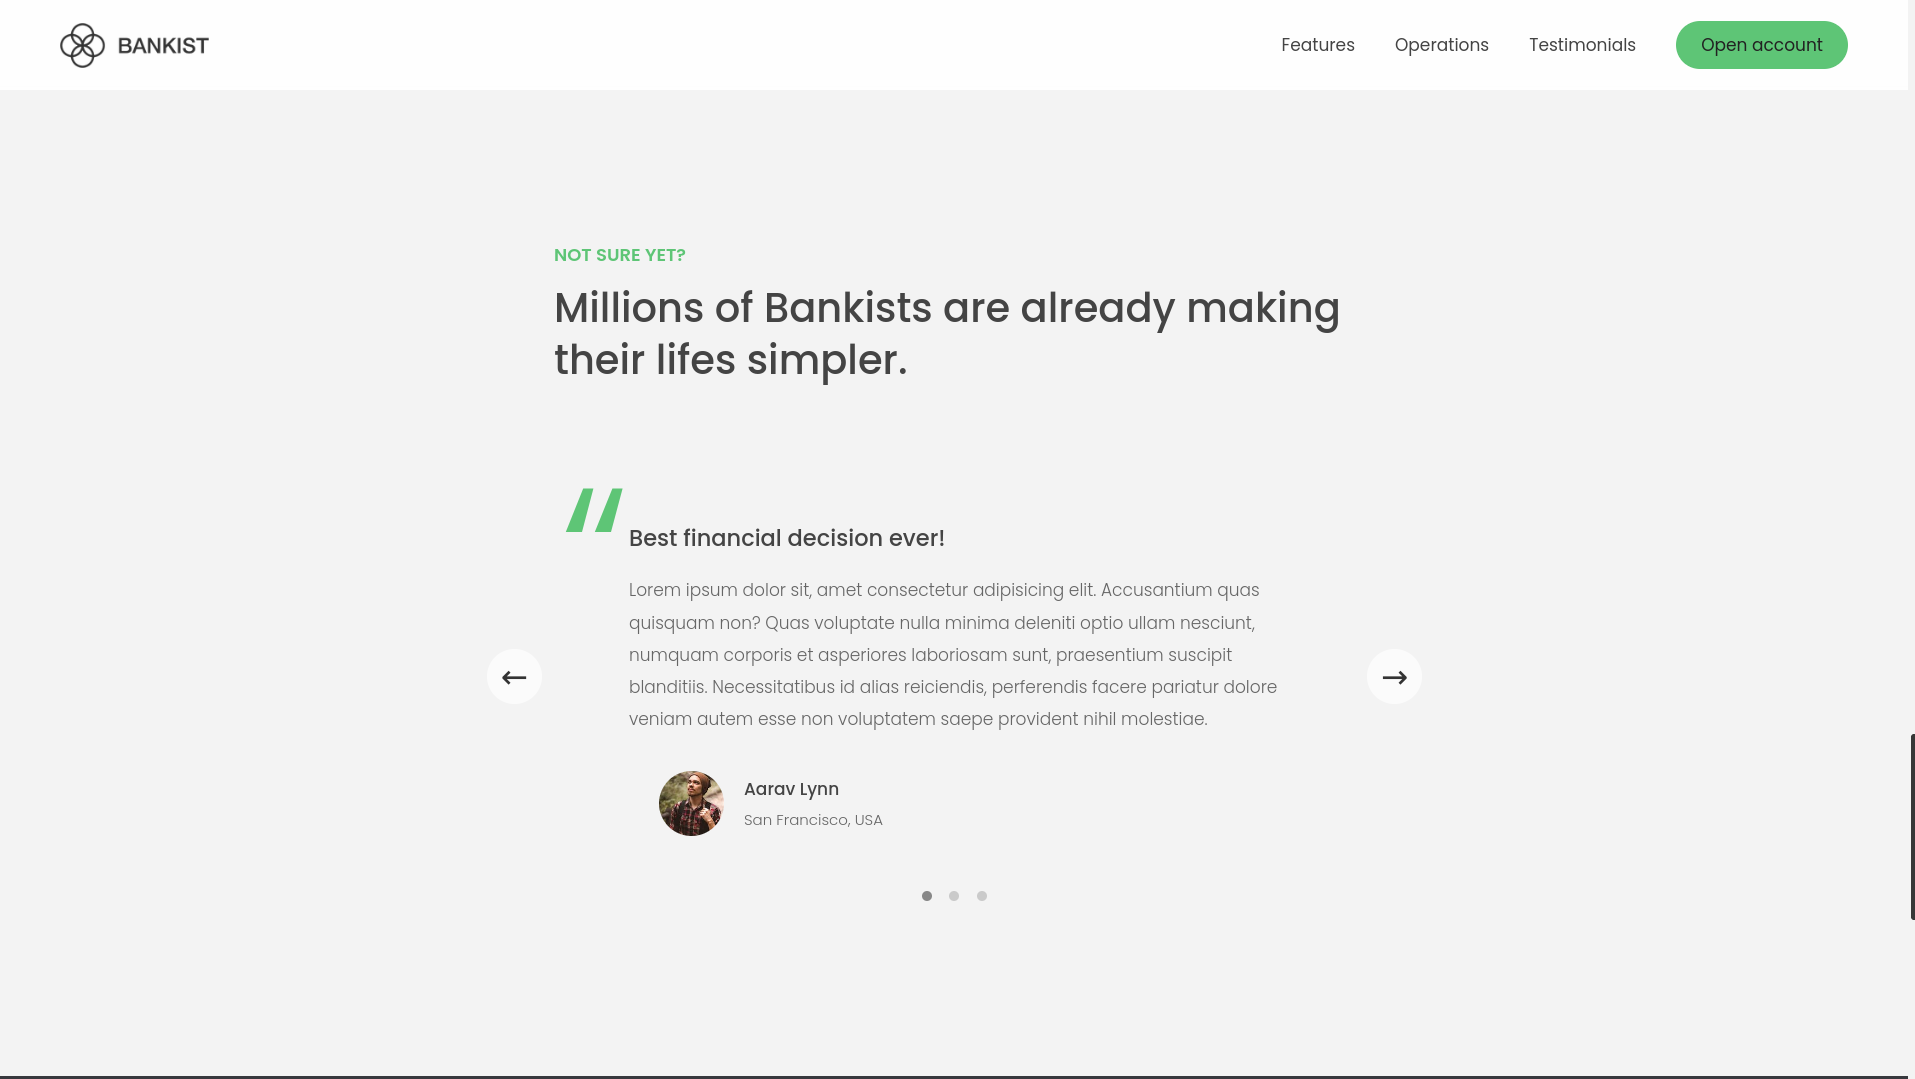 BANKIST
Features
Operations
Testimonials
Open account
NOT SURE YET?
Millions of Bankists are already making
their lifes simpler.
“
Best financial decision ever!
Lorem ipsum dolor sit, amet consectetur adipisicing elit. Accusantium quas
quisquam non? Quas voluptate nulla minima deleniti optio ullam nesciunt,
numquam corporis et asperiores laboriosam sunt, praesentium suscipit
blanditiis. Necessitatibus id alias reiciendis, perferendis facere pariatur dolore
veniam autem esse non voluptatem saepe provident nihil molestiae.
←
→
Aarav Lynn
San Francisco, USA